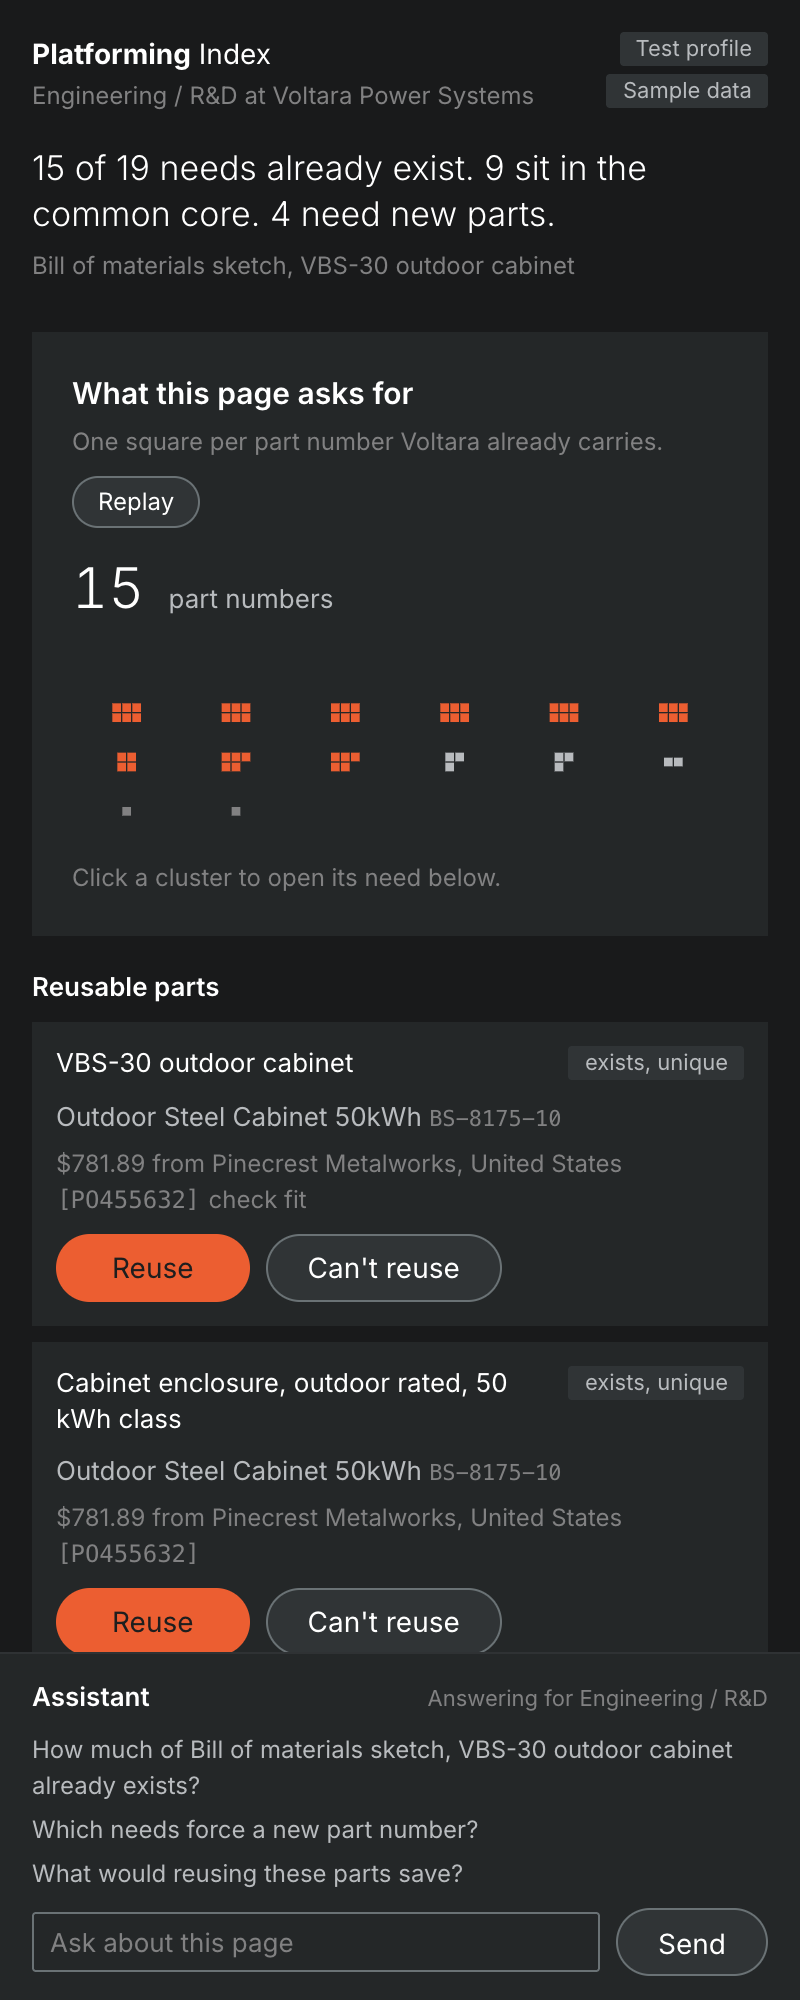 Platforming Index
Test profile
Engineering / R&D at Voltara Power Systems
Sample data
15 of 19 needs already exist. 9 sit in the
common core. 4 need new parts.
Bill of materials sketch, VBS-30 outdoor cabinet
What this page asks for
One square per part number Voltara already carries.
Replay
15 part numbers
Click a cluster to open its need below.
Reusable parts
VBS-30 outdoor cabinet
exists, unique
Outdoor Steel Cabinet 50kWh BS–8175–10
$781.89 from Pinecrest Metalworks, United States
[PO455632] check fit
Reuse
Can't reuse
Cabinet enclosure, outdoor rated, 50
kWh class
exists, unique
Outdoor Steel Cabinet 50kWh BS–8175–10
$781.89 from Pinecrest Metalworks, United States
[PO455632]
Reuse
Can't reuse
Assistant
Answering for Engineering / R&D
How much of Bill of materials sketch, VBS-30 outdoor cabinet
already exists?
Which needs force a new part number?
What would reusing these parts save?
Ask about this page
Send